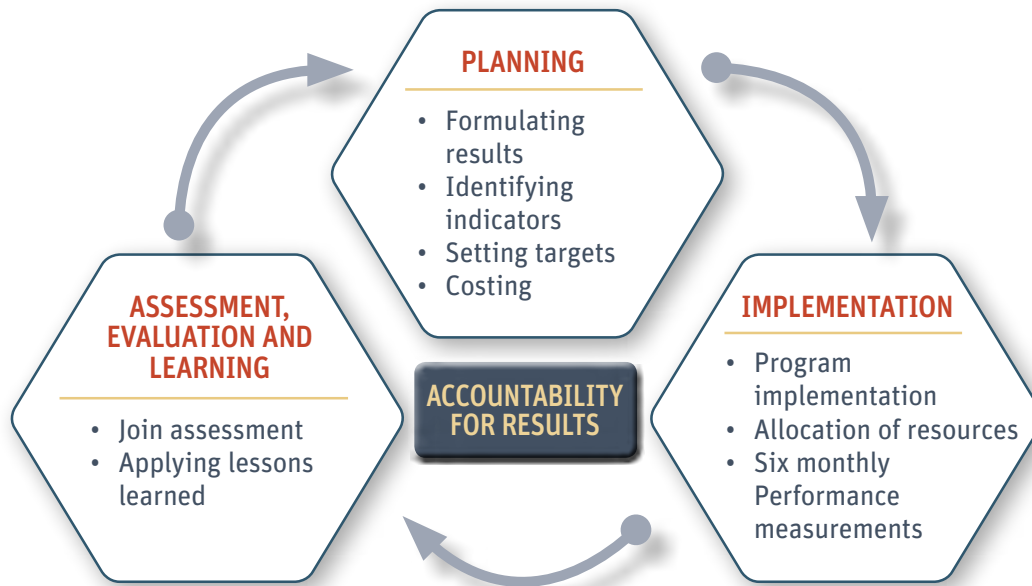 PLANNING
• Formulating
results
• Identifying
indicators
• Setting targets
• Costing
ASSESSMENT,
EVALUATION AND
LEARNING
• Join assessment
• Applying lessons
learned
ACCOUNTABILITY
FOR RESULTS
IMPLEMENTATION
• Program
implementation
• Allocation of resources
• Six monthly
Performance
measurements